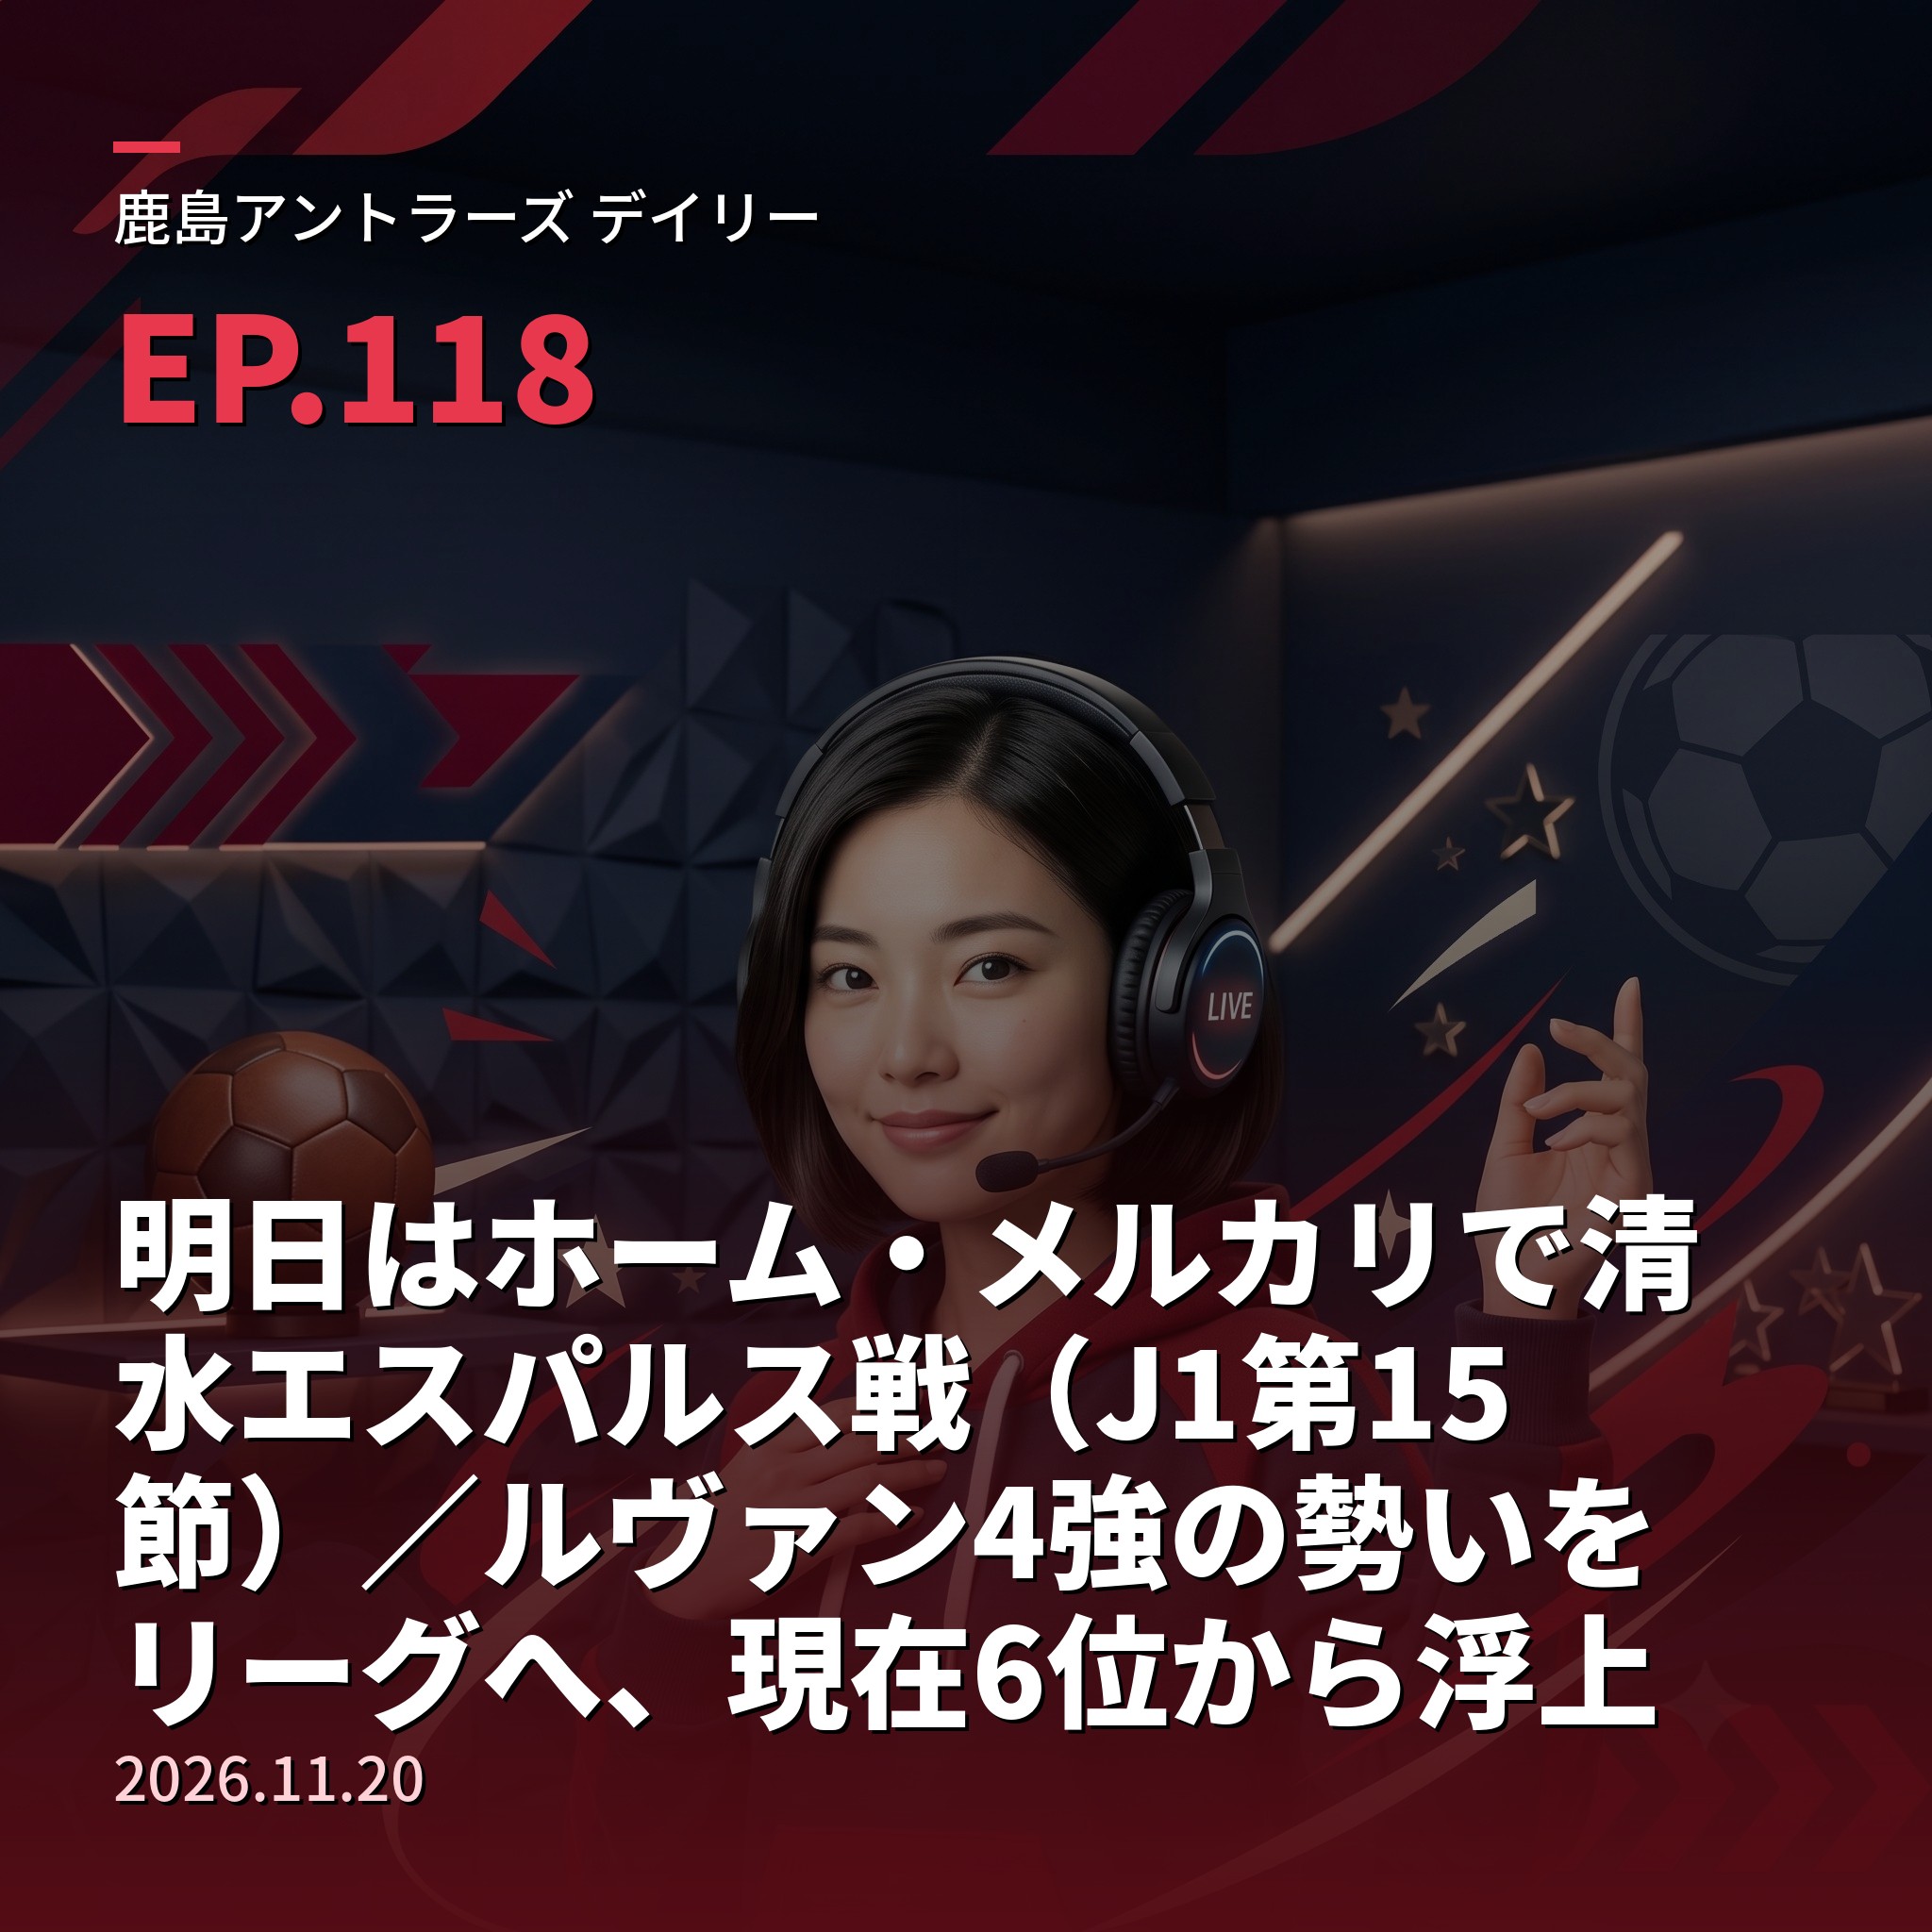 鹿島アントラーズ デイリー
EP.118
LIVE
明日はホーム・メルカリで清
水エスパルス戦（J1第15
節）／ルヴァン4強の勢いを
リーグへ、現在6位から浮上
2026.11.20